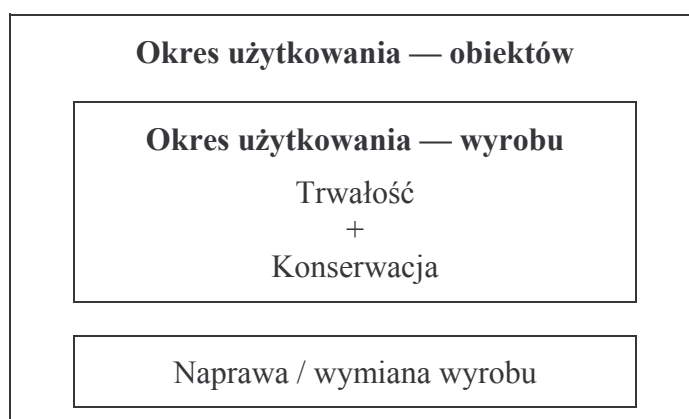 Okres użytkowania — obiektów
Okres użytkowania — wyrobu
Trwałość
+
Konserwacja
Naprawa / wymiana wyrobu